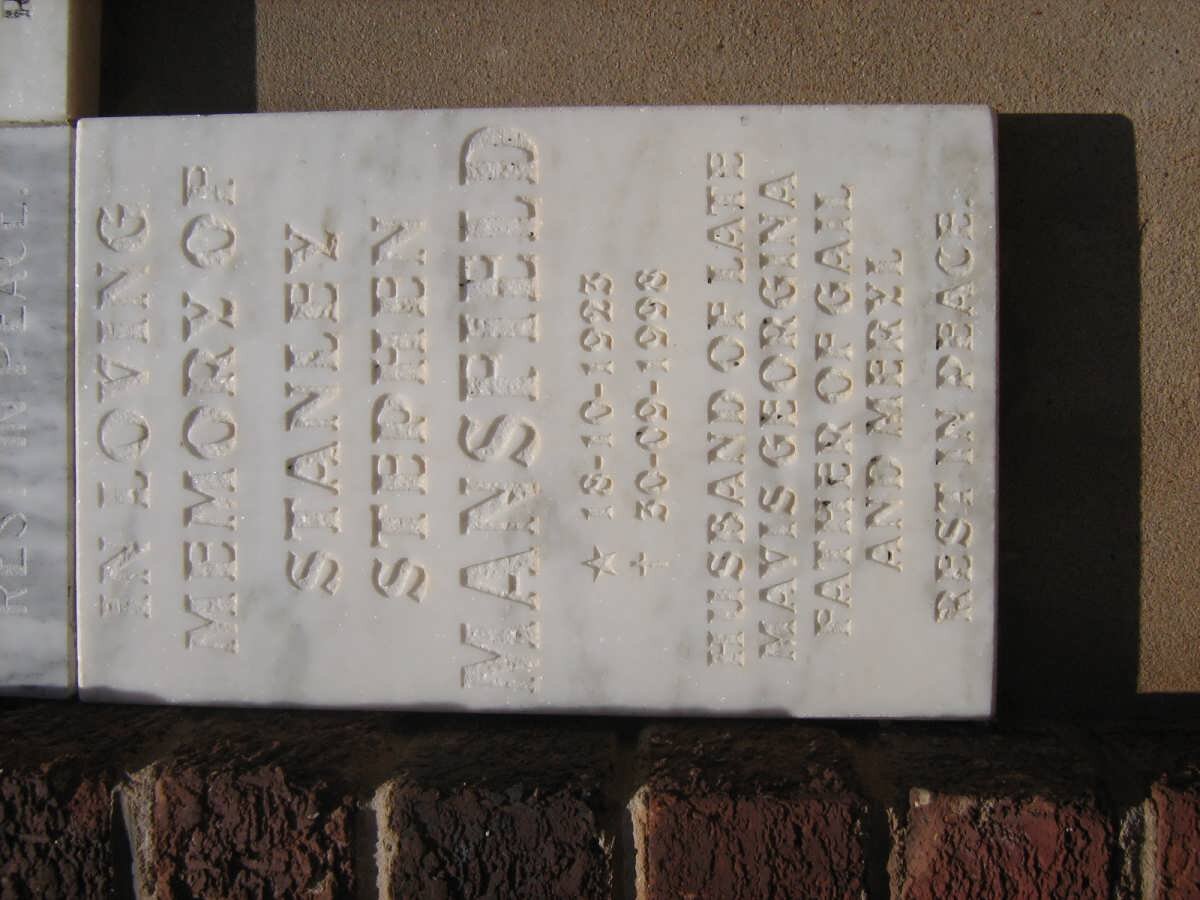 IN LOVING
MEMORY OF
STANLEY
STEPHEN
MANSFIELD
☆ 18-10-1923
† 30-09-1998
HUSBAND OF LATE
MAVIS GEORGINA
FATHER OF GAIL
AND MERYL
REST IN PEACE.
REST IN PEACE.